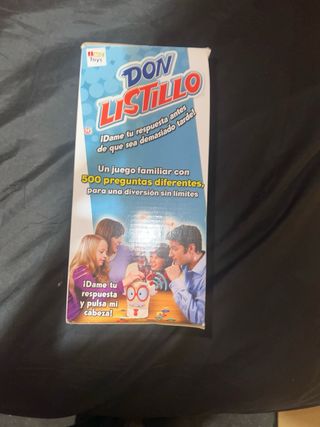 Toys
DON
LISTILLO
¡Dame tu respuesta antes
de que sea demasiado tarde!
Un juego familiar con
500 preguntas diferentes,
para una diversión sin límites
¡Dame tu
respuesta
y pulsa mi
cabeza!